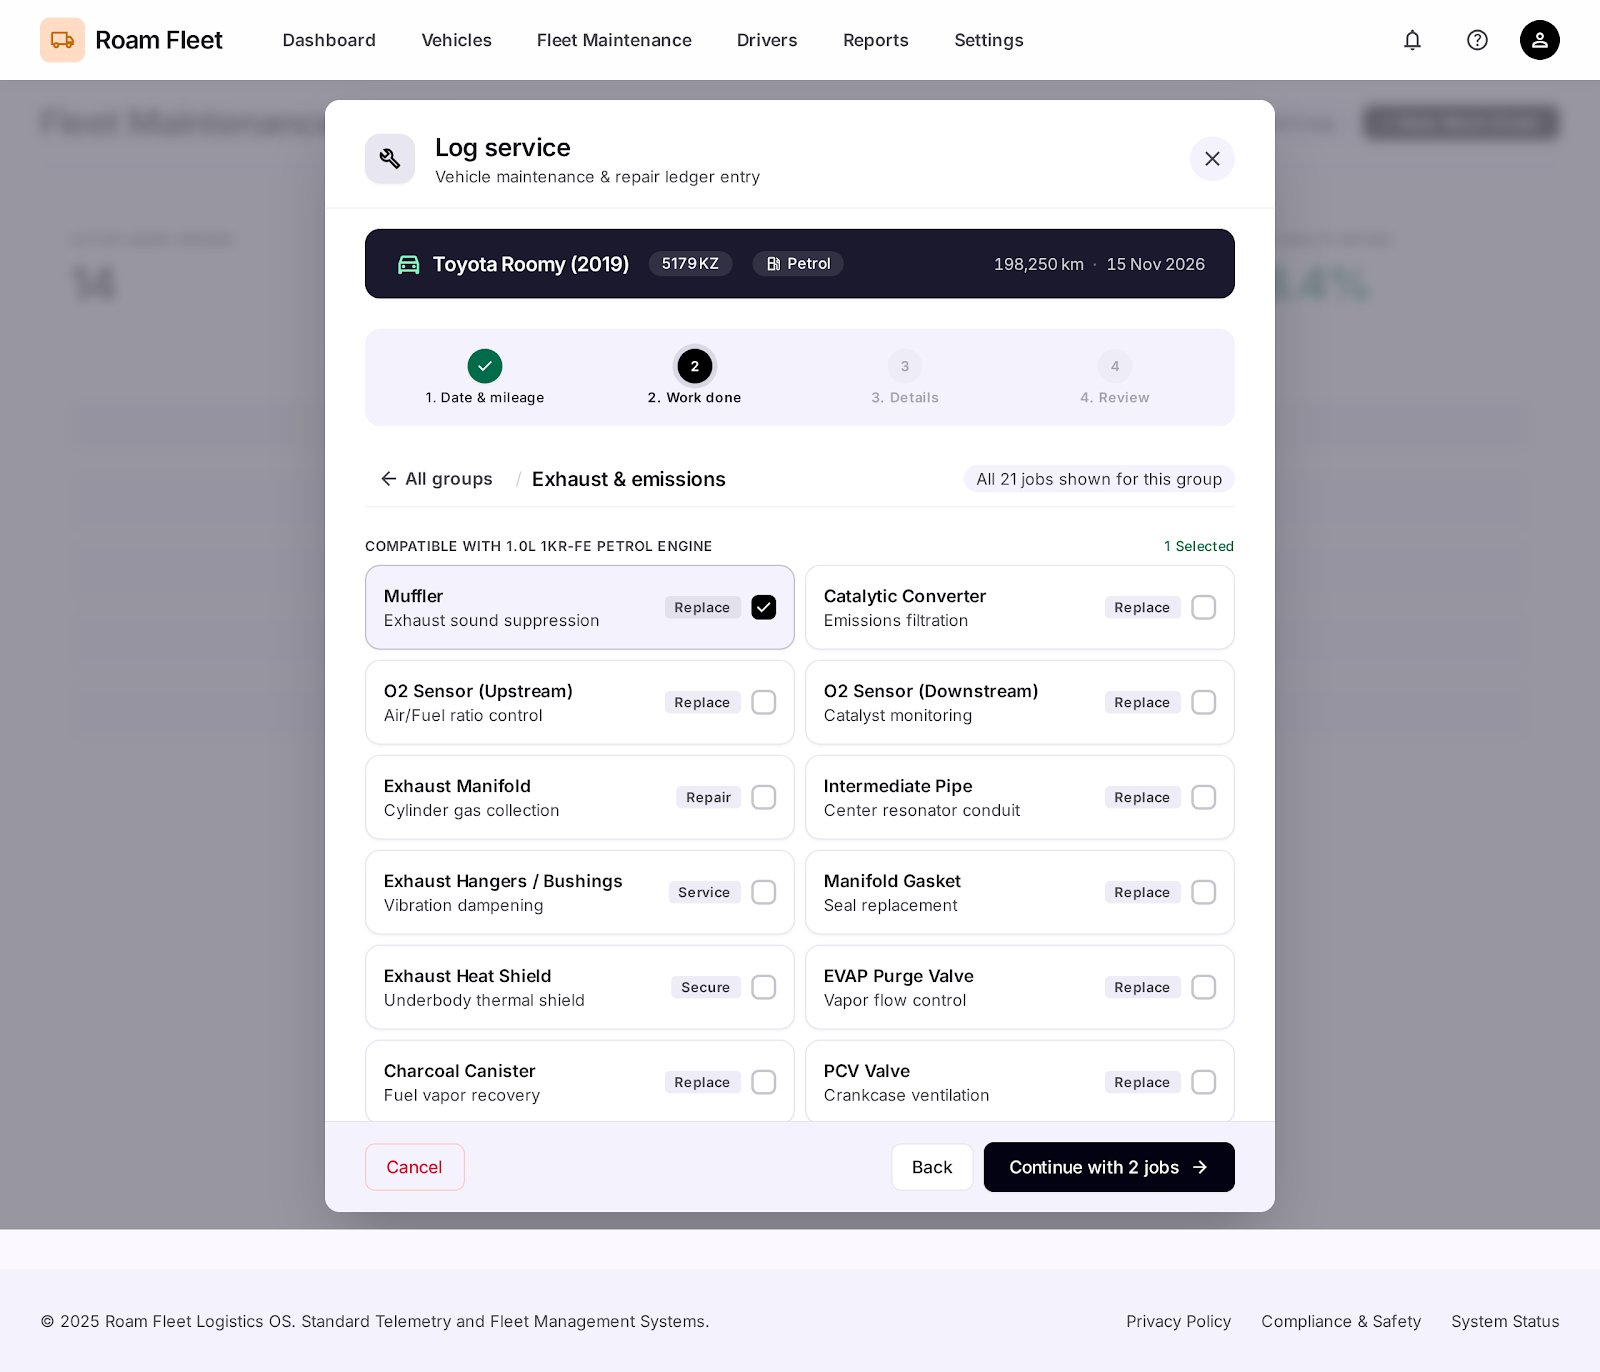 Roam Fleet
Dashboard
Vehicles
Fleet Maintenance
Drivers
Reports
Settings
Fleet Maintenance
14
Log service
Vehicle maintenance & repair ledger entry
Toyota Roomy (2019)
5179 KZ
Petrol
198,250 km · 15 Nov 2026
2
3
4
1. Date & mileage
2. Work done
3. Details
4. Review
← All groups / Exhaust & emissions
All 21 jobs shown for this group
COMPATIBLE WITH 1.0L 1KR-FE PETROL ENGINE
1 Selected
Muffler
Exhaust sound suppression
Replace
Catalytic Converter
Emissions filtration
Replace
O2 Sensor (Upstream)
Air/Fuel ratio control
Replace
O2 Sensor (Downstream)
Catalyst monitoring
Replace
Exhaust Manifold
Cylinder gas collection
Repair
Intermediate Pipe
Center resonator conduit
Replace
Exhaust Hangers / Bushings
Vibration dampening
Service
Manifold Gasket
Seal replacement
Replace
Exhaust Heat Shield
Underbody thermal shield
Secure
EVAP Purge Valve
Vapor flow control
Replace
Charcoal Canister
Fuel vapor recovery
Replace
PCV Valve
Crankcase ventilation
Replace
Cancel
Back
Continue with 2 jobs →
© 2025 Roam Fleet Logistics OS. Standard Telemetry and Fleet Management Systems.
Privacy Policy
Compliance & Safety
System Status